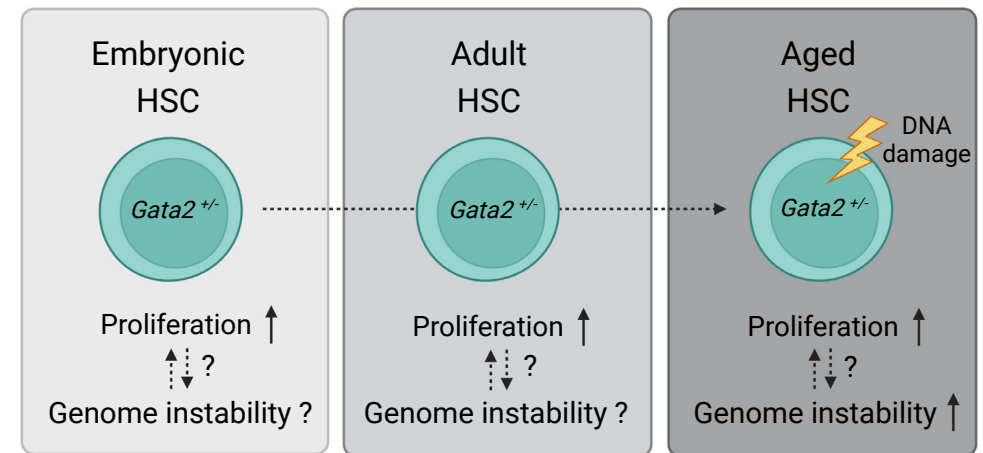 Embryonic
HSC
Gata2 +/-
Proliferation ↑
?
Genome instability ?
Adult
HSC
Gata2 +/-
Proliferation ↑
?
Genome instability ?
Aged
HSC
DNA
damage
Gata2 +/-
Proliferation ↑
?
Genome instability ↑